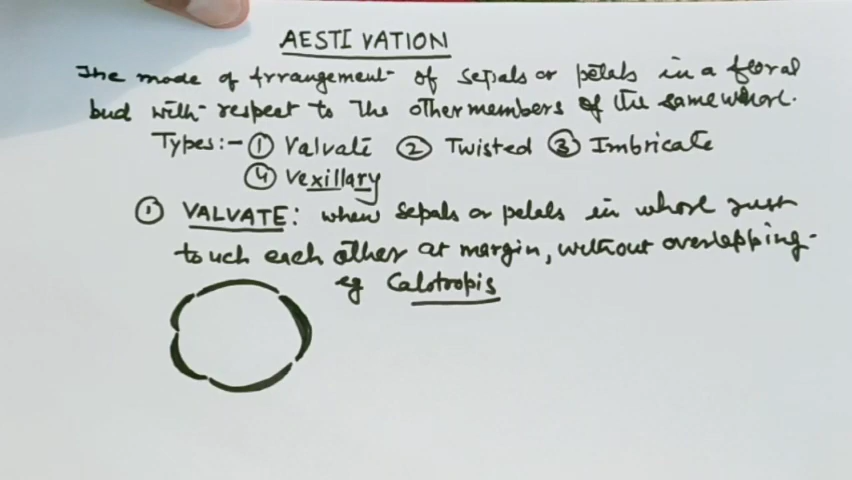 AESTIVATION
The mode of Arrangement of sepals or petals in a floral
bud with respect to the other members of the same whorl.
Types:- ① Valvate ② Twisted ③ Imbricate
④ Vexillary
① VALVATE: when sepals or petals in whorl just
touch each other at margin, without overlapping.
eg Calotropis